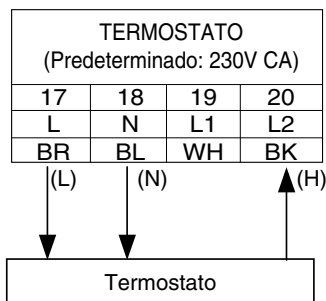 TERMOSTATO
(Predeterminado: 230V CA)
17 18 19 20
L N L1 L2
BR BL WH BK
(L) (N) (H)
Termostato